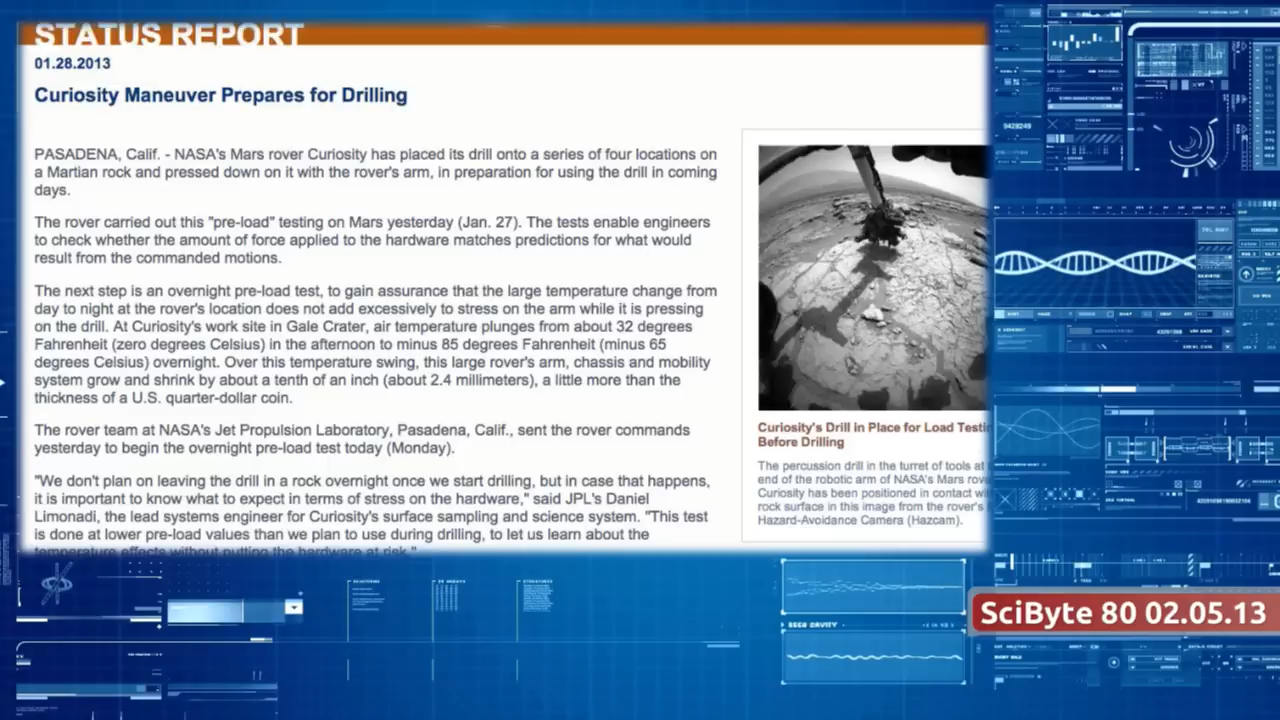 STATUS REPORT
01.28.2013
Curiosity Maneuver Prepares for Drilling
PASADENA, Calif. - NASA's Mars rover Curiosity has placed its drill onto a series of four locations on
a Martian rock and pressed down on it with the rover's arm, in preparation for using the drill in coming
days.
The rover carried out this "pre-load" testing on Mars yesterday (Jan. 27). The tests enable engineers
to check whether the amount of force applied to the hardware matches predictions for what would
result from the commanded motions.
The next step is an overnight pre-load test, to gain assurance that the large temperature change from
day to night at the rover's location does not add excessively to stress on the arm while it is pressing
on the drill. At Curiosity's work site in Gale Crater, air temperature plunges from about 32 degrees
Fahrenheit (zero degrees Celsius) in the afternoon to minus 85 degrees Fahrenheit (minus 65
degrees Celsius) overnight. Over this temperature swing, this large rover's arm, chassis and mobility
system grow and shrink by about a tenth of an inch (about 2.4 millimeters), a little more than the
thickness of a U.S. quarter-dollar coin.
The rover team at NASA's Jet Propulsion Laboratory, Pasadena, Calif., sent the rover commands
yesterday to begin the overnight pre-load test today (Monday).
"We don't plan on leaving the drill in a rock overnight once we start drilling, but in case that happens,
it is important to know what to expect in terms of stress on the hardware," said JPL's Daniel
Limonadi, the lead systems engineer for Curiosity's surface sampling and science system. "This test
is done at lower pre-load values than we plan to use during drilling, to let us learn about the
temperature effects without putting the hardware at risk."
Curiosity's Drill in Place for Load Testin
Before Drilling
The percussion drill in the turret of tools at
end of the robotic arm of NASA's Mars rove
Curiosity has been positioned in contact wi
rock surface in this image from the rover's
Hazard-Avoidance Camera (Hazcam).
9428249
SciByte 80 02.05.13